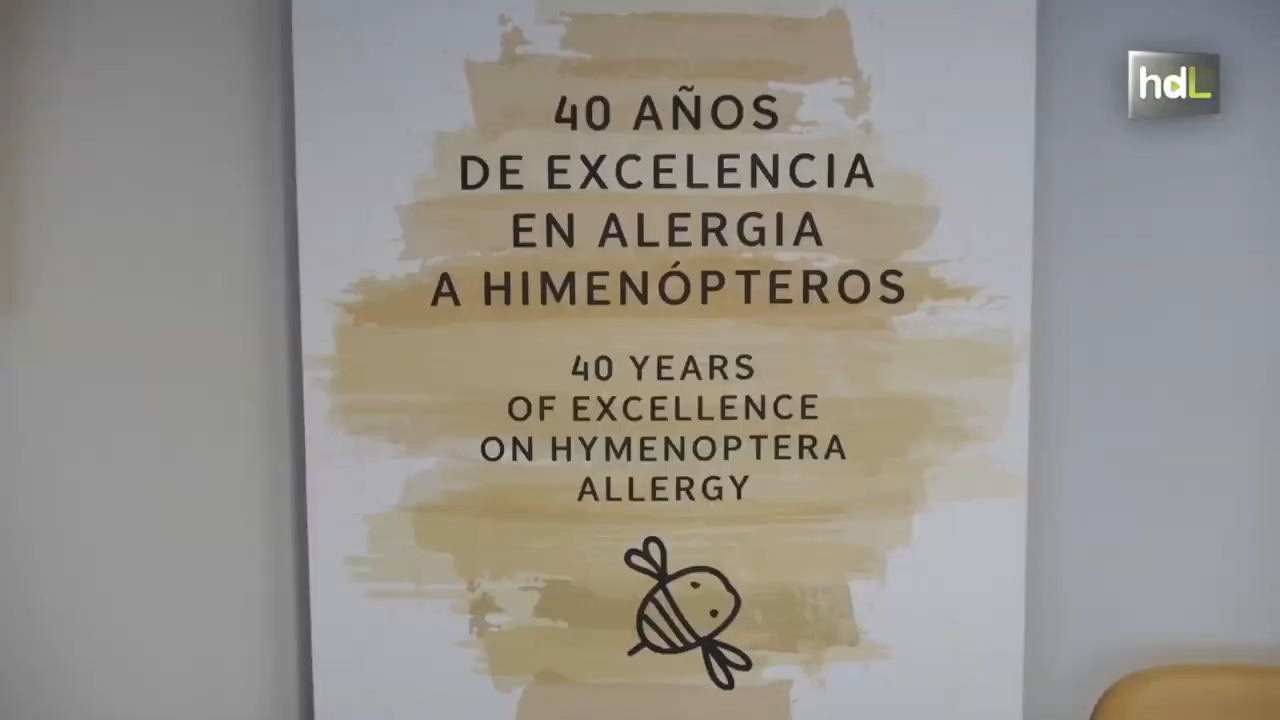 hdL
40 AÑOS
DE EXCELENCIA
EN ALERGIA
A HIMENÓPTEROS
40 YEARS
OF EXCELLENCE
ON HYMENOPTERA
ALLERGY